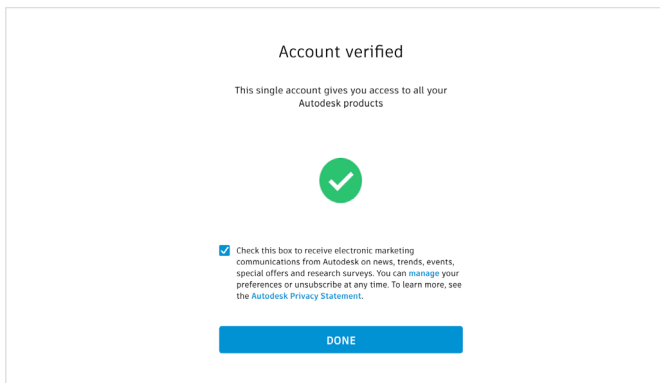 Account verified
This single account gives you access to all your
Autodesk products
Check this box to receive electronic marketing
communications from Autodesk on news, trends, events,
special offers and research surveys. You can manage your
preferences or unsubscribe at any time. To learn more, see
the Autodesk Privacy Statement.
DONE